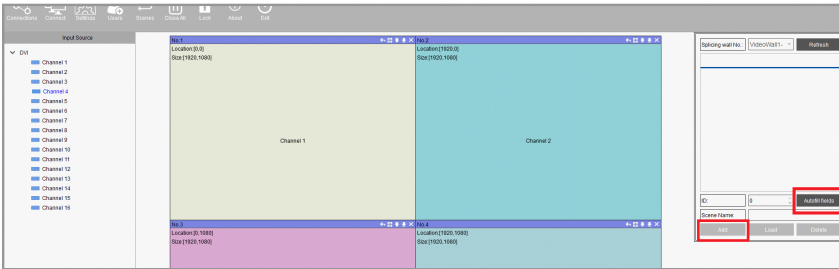 Connections Connect Settings Users Scenes Close All Lock About Exit
Input Source
DVI
Channel 1
Channel 2
Channel 3
Channel 4
Channel 5
Channel 6
Channel 7
Channel 8
Channel 9
Channel 10
Channel 11
Channel 12
Channel 13
Channel 14
Channel 15
Channel 16
No.1
Location:[0,0]
Size:[1920,1080]
Channel 1
No.2
Location:[1920,0]
Size:[1920,1080]
Channel 2
No.3
Location:[0,1080]
Size:[1920,1080]
No.4
Location:[1920,1080]
Size:[1920,1080]
Splicing wall No.: VideoWall1- Refresh
ID: 0 Autofill fields
Scene Name:
Add Load Delete